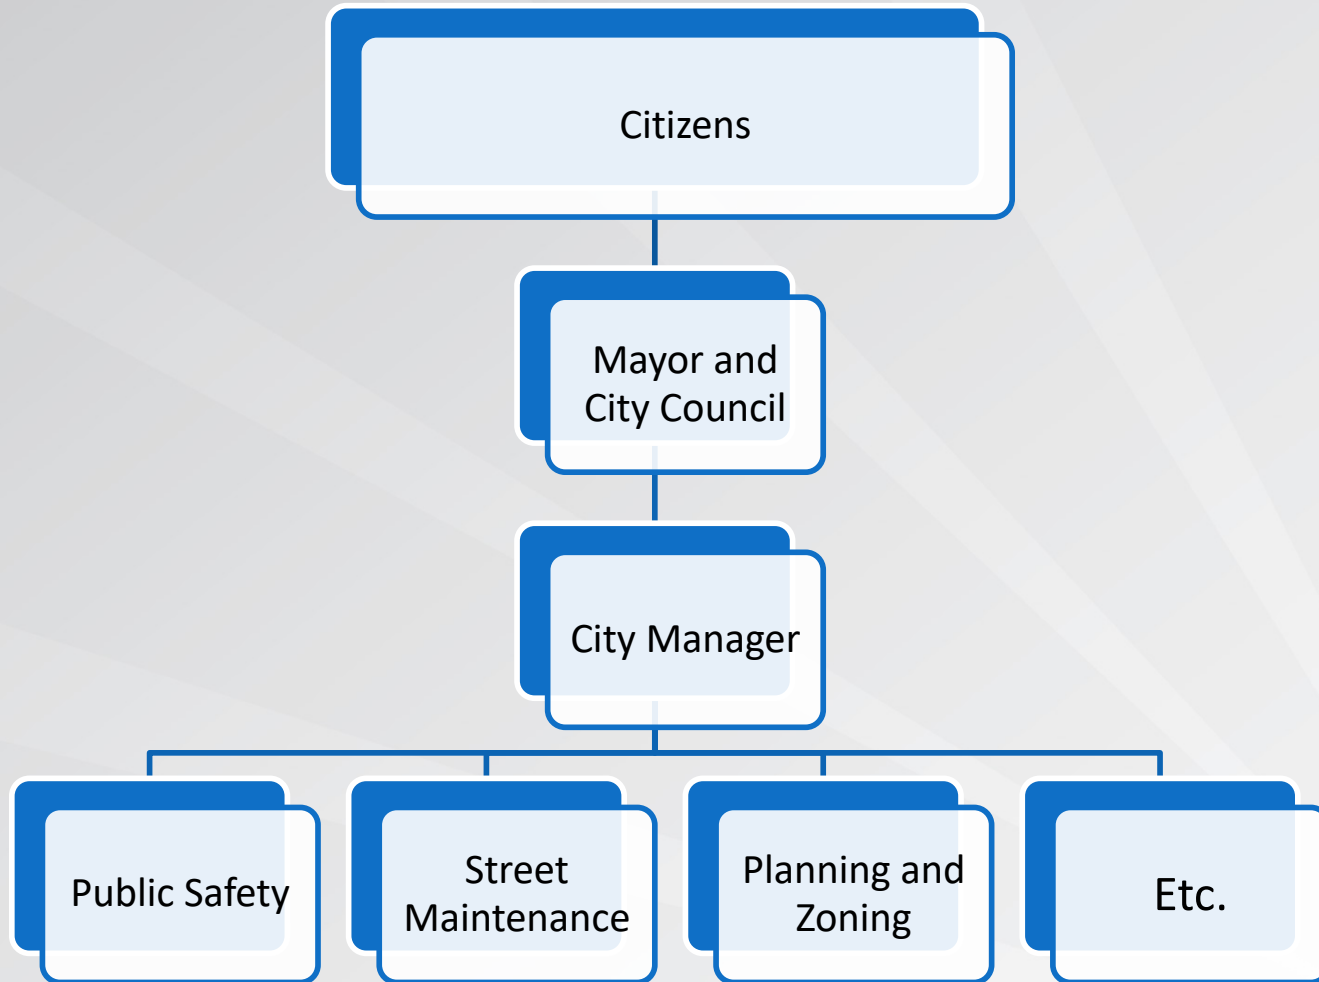 Citizens
Mayor and
City Council
City Manager
Public Safety
Street
Maintenance
Planning and
Zoning
Etc.